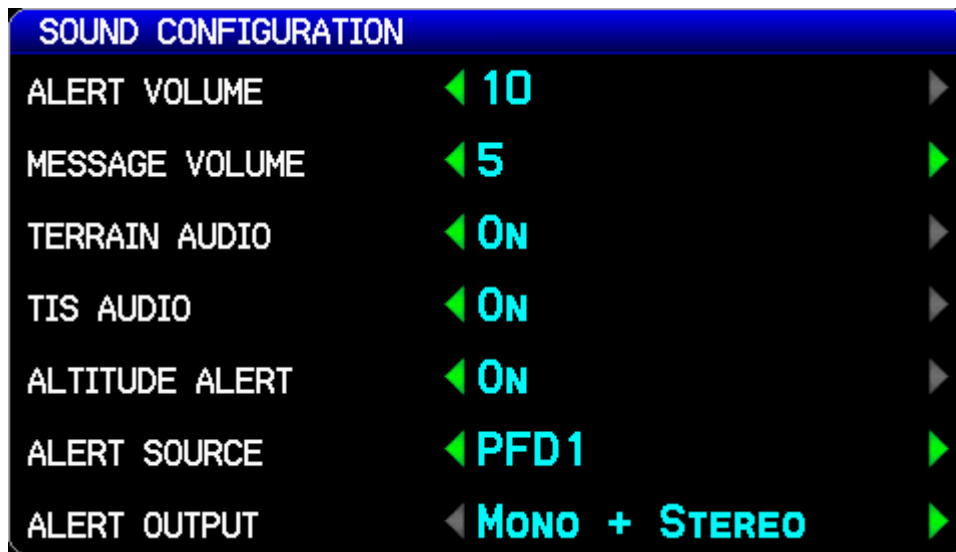 SOUND CONFIGURATION
ALERT VOLUME 10
MESSAGE VOLUME 5
TERRAIN AUDIO ON
TIS AUDIO ON
ALTITUDE ALERT ON
ALERT SOURCE PFD1
ALERT OUTPUT MONO + STEREO